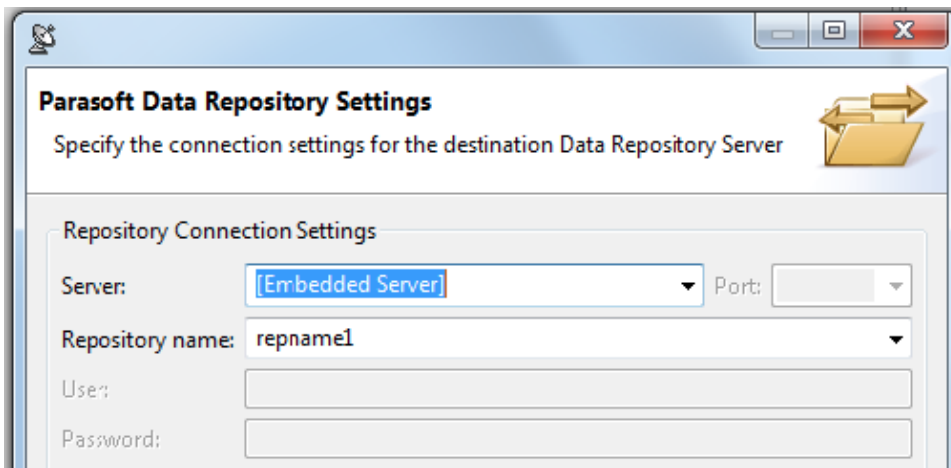 Parasoft Data Repository Settings
Specify the connection settings for the destination Data Repository Server
Repository Connection Settings
Server: [Embedded Server] Port:
Repository name: repname1
User:
Password: